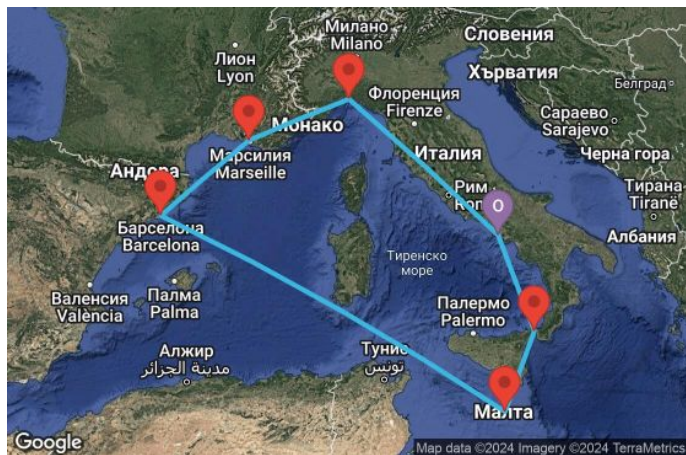 Милано
Milano
Словения
Лион
Lyon
Хърватия
Белград
Флоренция
Firenze
Сараево
Sarajevo
Монако
Марсилия
Marseille
Италия
Черна гора
Андора
Рим
Тирана
Tiranë
O
Барселона
Barcelona
Албания
Тиренско
море
Валенсия
València
Палма
Palma
Палермо
Palermo
Алжир
مدينة الجزائر
Тунис
تونس
Малта
Google
Map data ©2024 Imagery ©2024 TerraMetrics